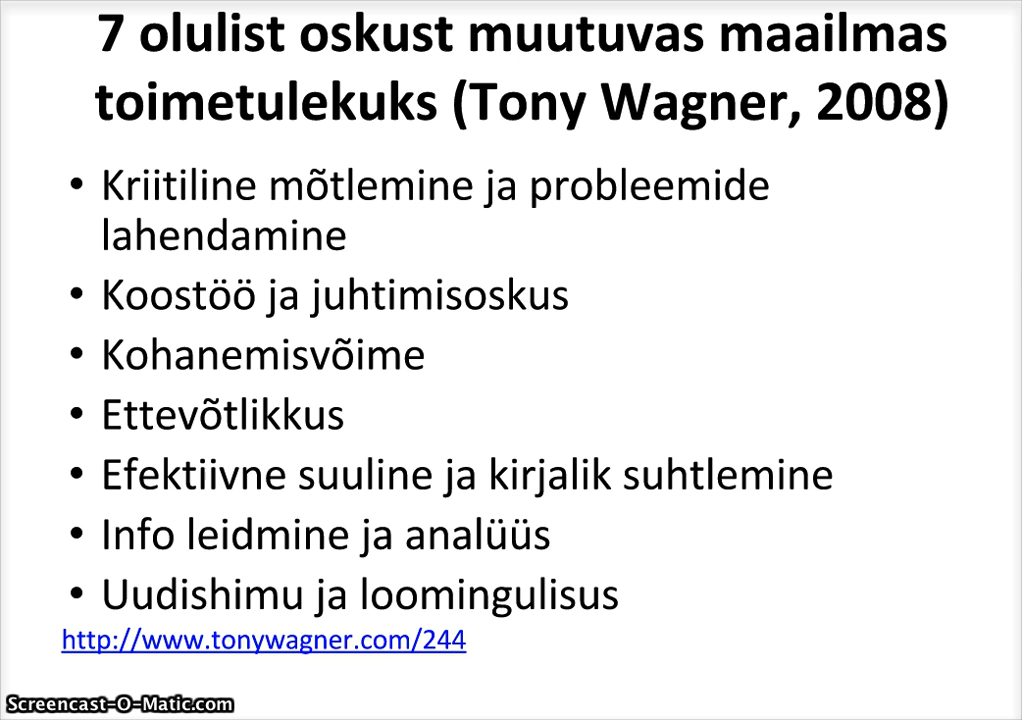 7 olulist oskust muutuvas maailmas
toimetulekuks (Tony Wagner, 2008)
• Kriitiline mõtlemine ja probleemide
lahendamine
• Koostöö ja juhtimisoskus
• Kohanemisvõime
• Ettevõtlikkus
• Efektiivne suuline ja kirjalik suhtlemine
• Info leidmine ja analüüs
• Uudishimu ja loomingulisus
http://www.tonywagner.com/244
Screencast-O-Matic.com